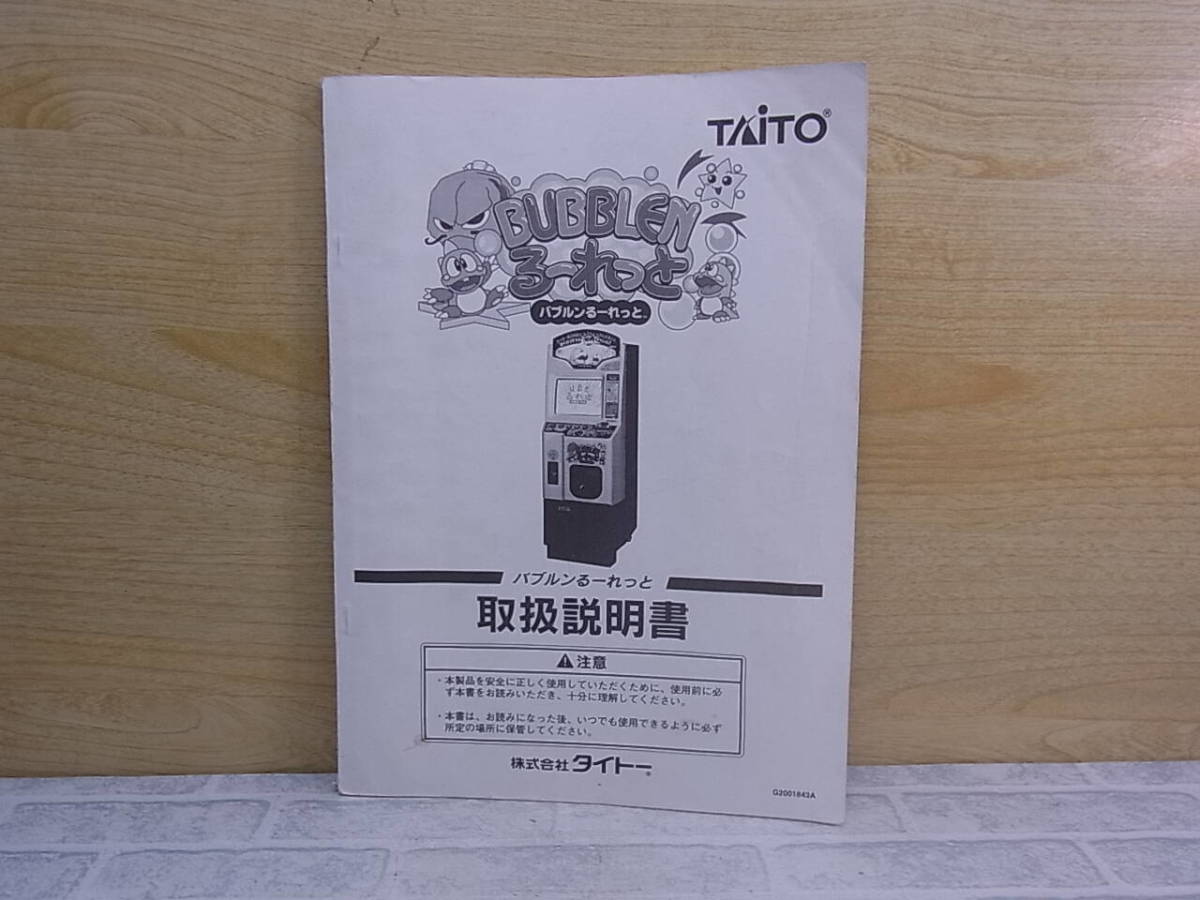 TAITO®
BUBBLEN
るーれっと
バブルンるーれっと™
バブルンるーれっと
取扱説明書
⚠注意
・本製品を安全に正しく使用していただくために、使用前に必
ず本書をお読みいただき、十分に理解してください。
・本書は、お読みになった後、いつでも使用できるように必ず
所定の場所に保管してください。
株式会社タイトー®
G2001843A